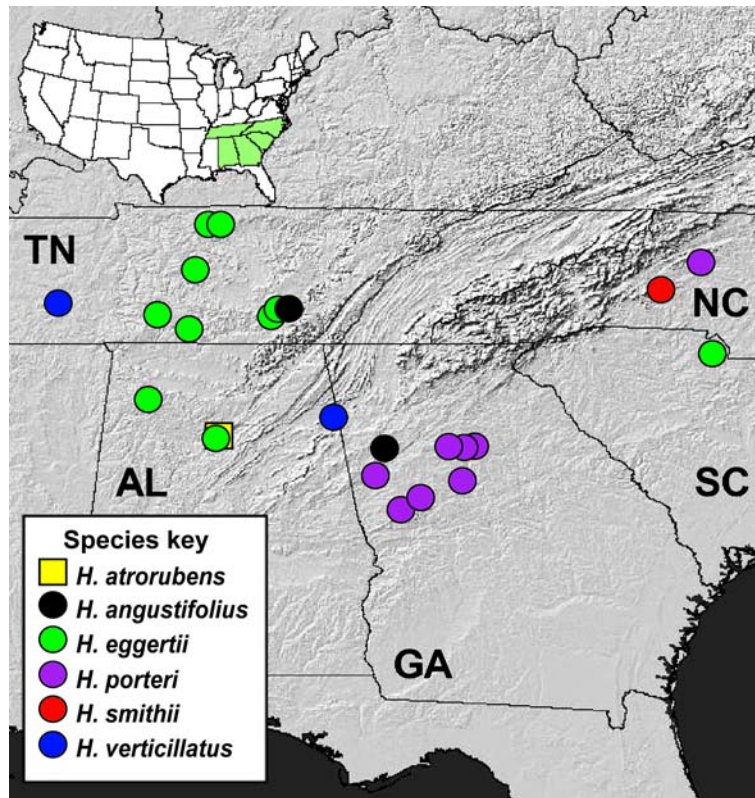 TN
NC
AL
SC
GA
Species key
H. atrorubens
H. angustifolius
H. eggertii
H. porteri
H. smithii
H. verticillatus